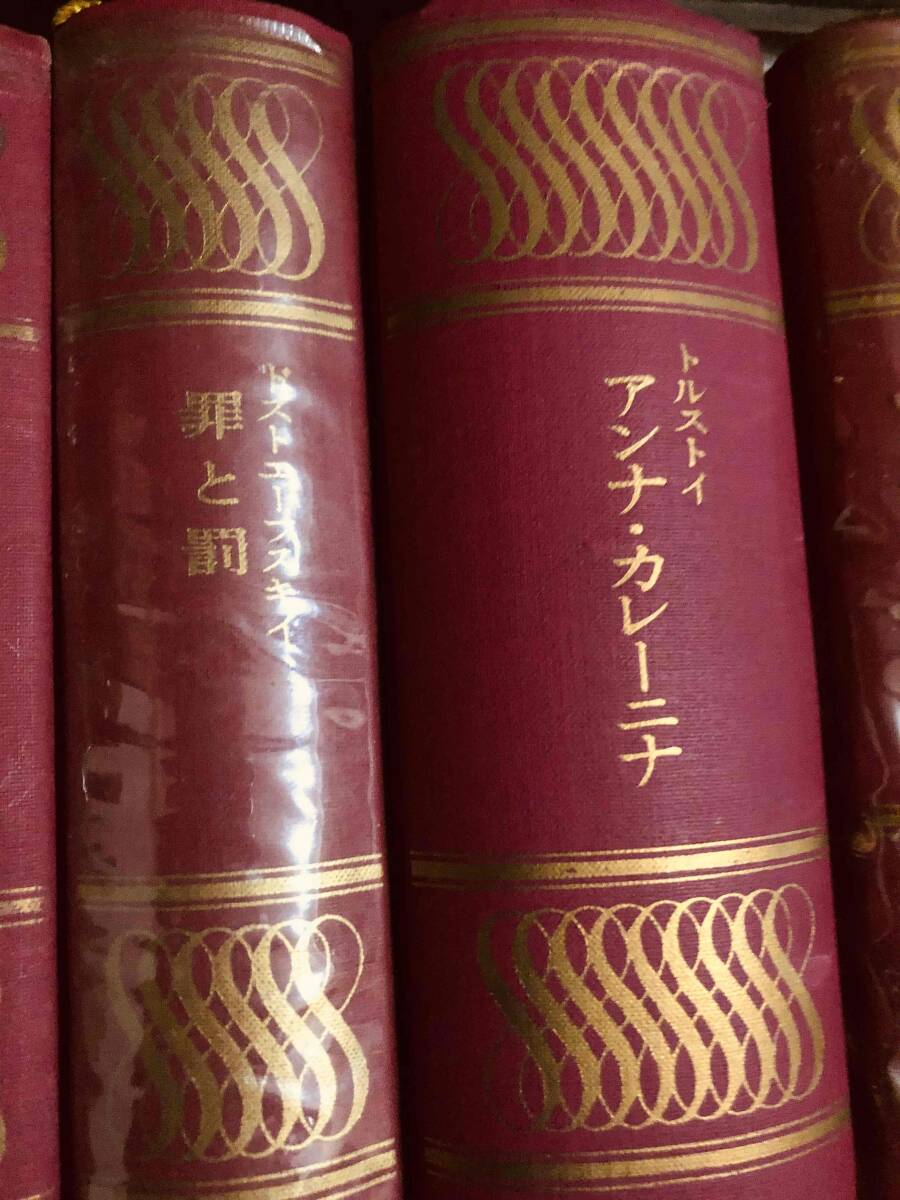 ドストエーフスキイ
罪と罰
トルストイ
アンナ・カレーニナ